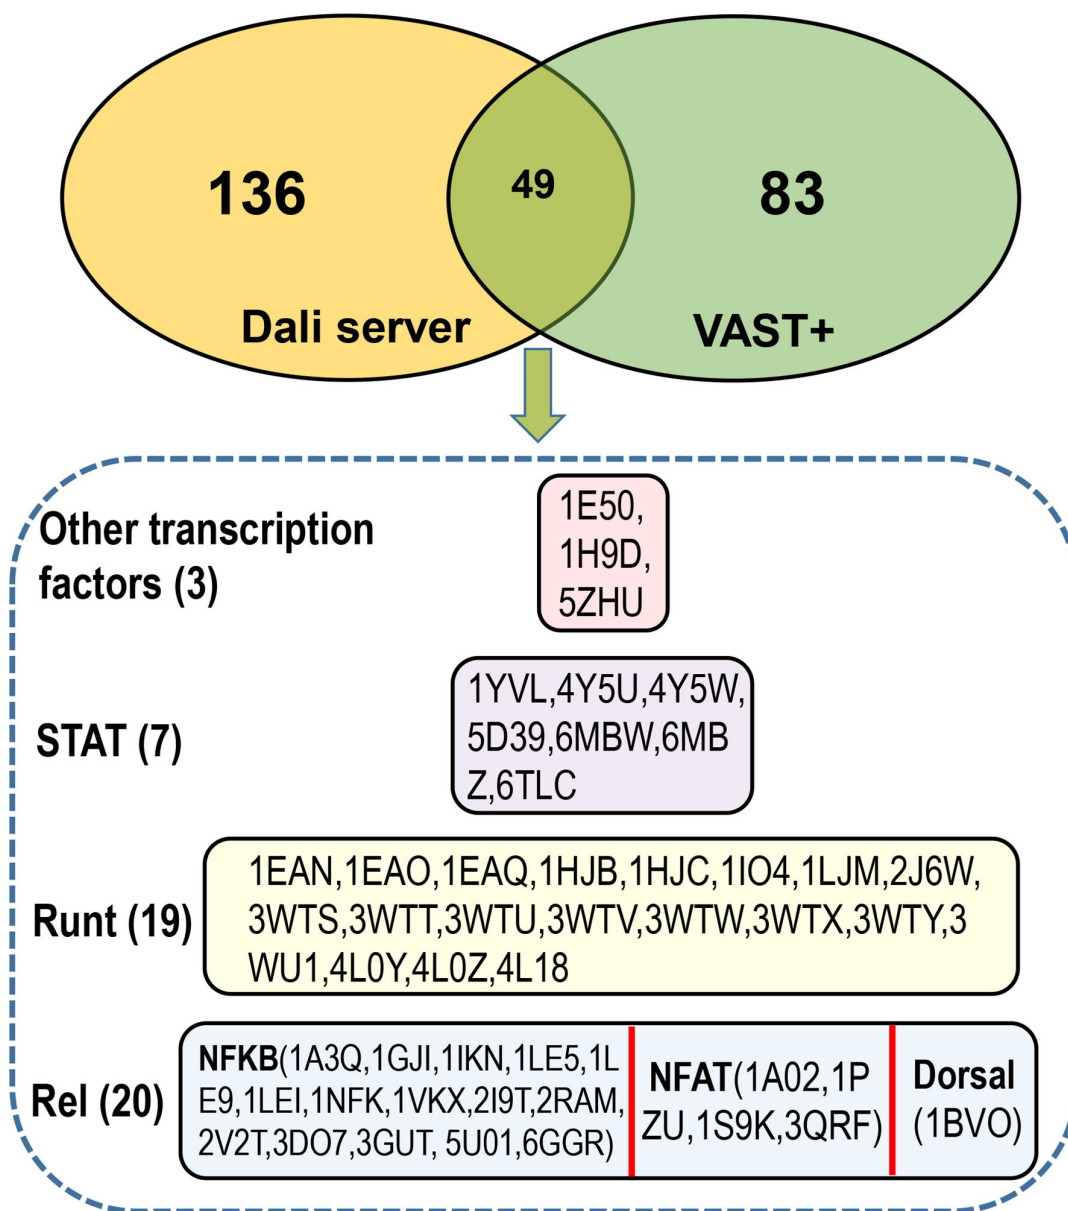 136
49
83
Dali server
VAST+
Other transcription
factors (3)
1E50,
1H9D,
5ZHU
STAT (7)
1YVL,4Y5U,4Y5W,
5D39,6MBW,6MB
Z,6TLC
Runt (19)
1EAN,1EAO,1EAQ,1HJB,1HJC,1IO4,1LJM,2J6W,
3WTS,3WTT,3WTU,3WTV,3WTW,3WTX,3WTY,3
WU1,4L0Y,4L0Z,4L18
Rel (20)
NFKB(1A3Q,1GJI,1IKN,1LE5,1L
E9,1LEI,1NFK,1VKX,2I9T,2RAM,
2V2T,3DO7,3GUT, 5U01,6GGR)
NFAT(1A02,1P
ZU,1S9K,3QRF)
Dorsal
(1BVO)